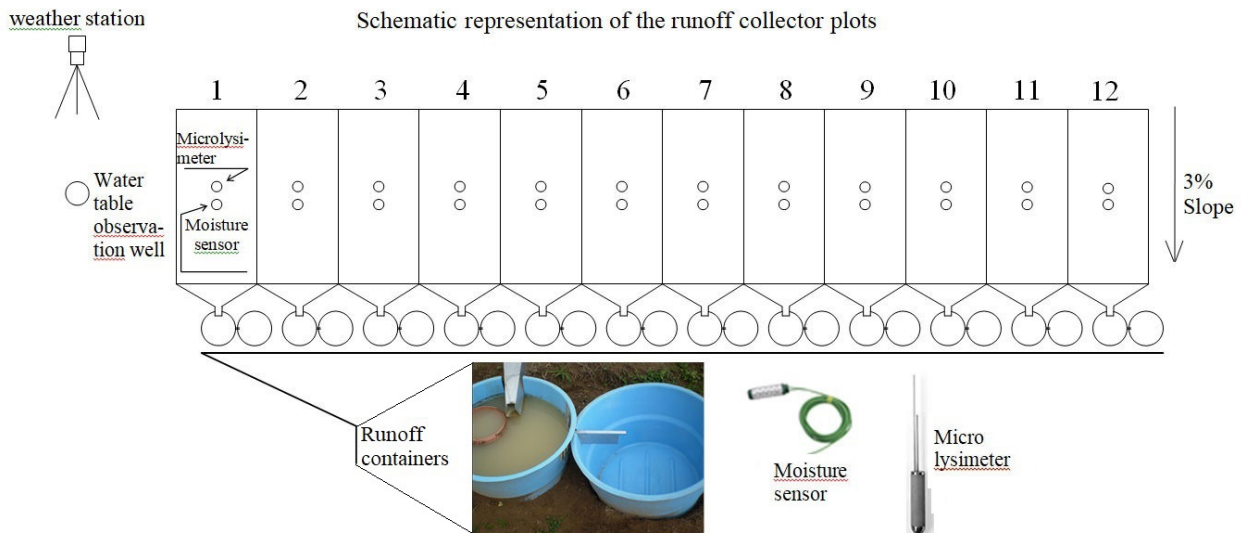 weather station
Schematic representation of the runoff collector plots
1 2 3 4 5 6 7 8 9 10 11 12
Microlysi-
meter
Water
table
observa-
tion well
Moisture
sensor
3%
Slope
Runoff
containers
Moisture
sensor
Micro
lysimeter